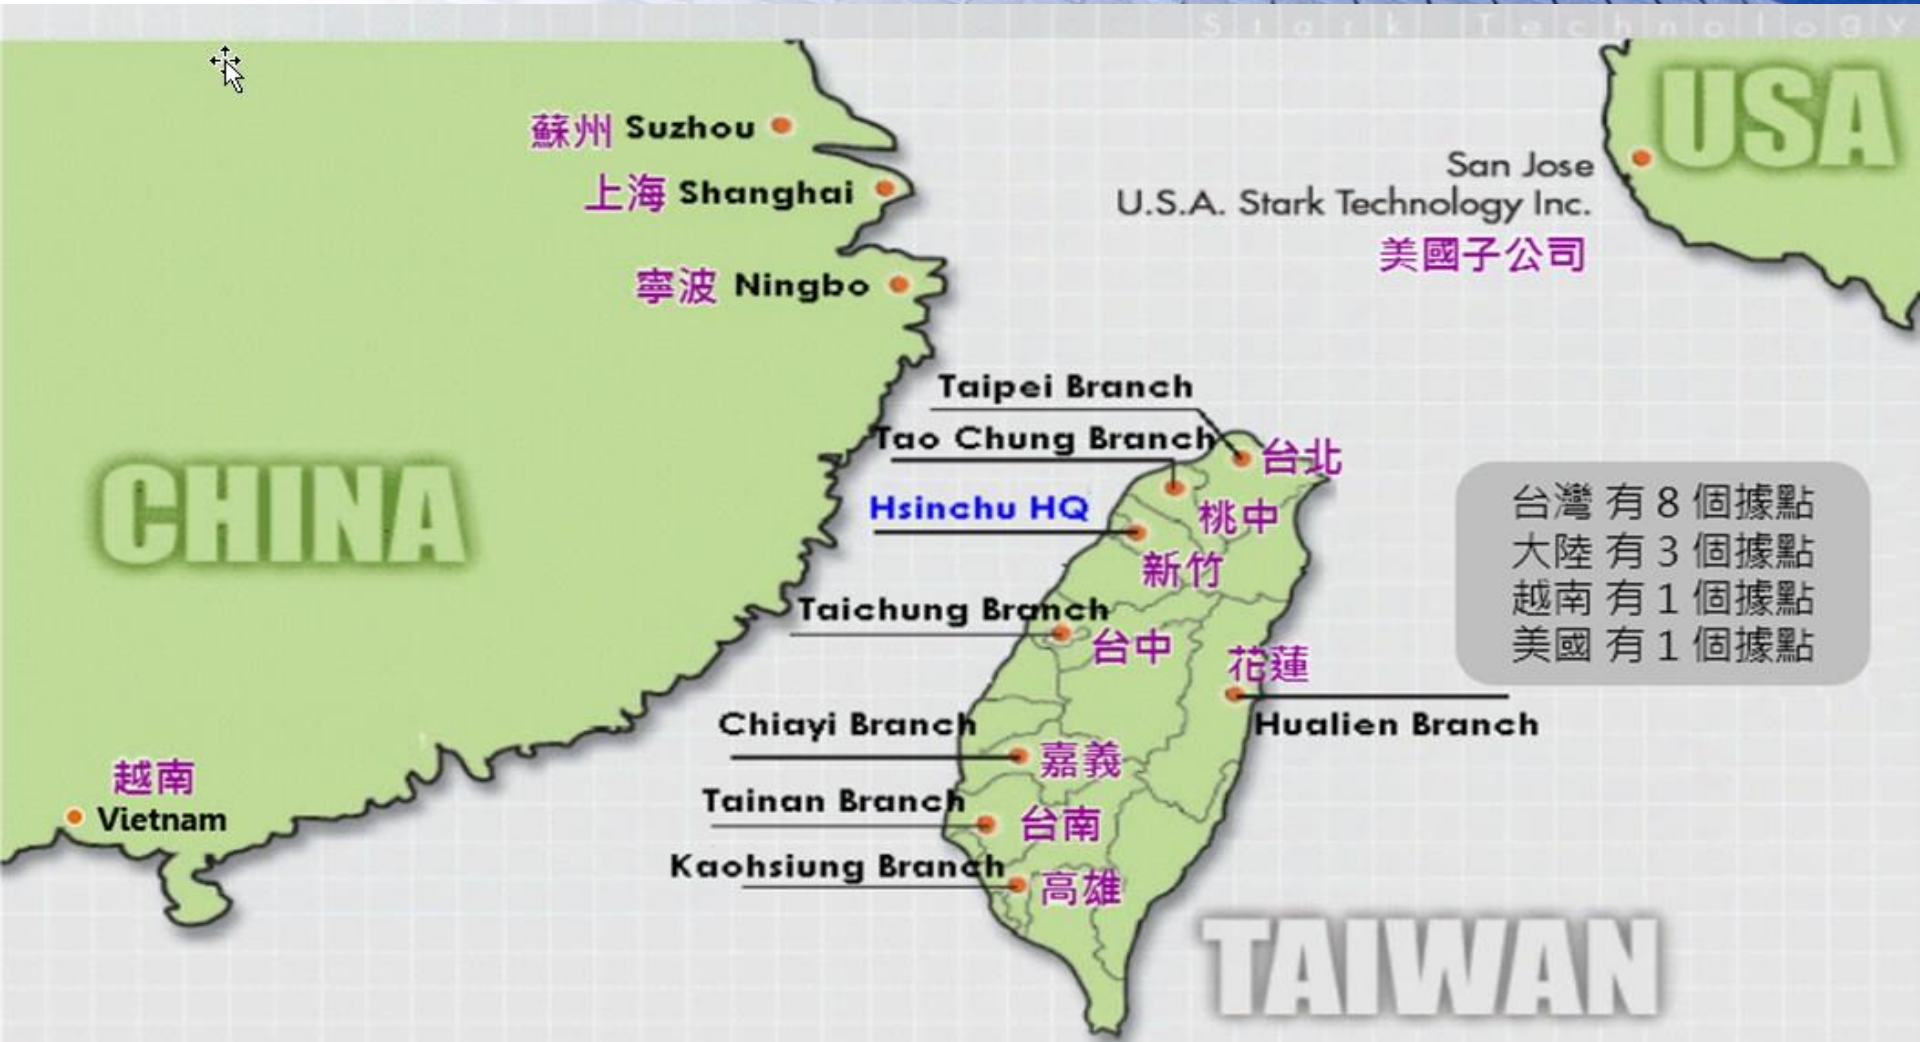 Stark Technology
USA
蘇州 Suzhou
上海 Shanghai
寧波 Ningbo
San Jose
U.S.A. Stark Technology Inc.
美國子公司
CHINA
Taipei Branch
台北
Tao Chung Branch
桃中
Hsinchu HQ
新竹
Taichung Branch
台中
花蓮
Hualien Branch
Chiayi Branch
嘉義
Tainan Branch
台南
Kaohsiung Branch
高雄
台灣 有 8 個據點
大陸 有 3 個據點
越南 有 1 個據點
美國 有 1 個據點
越南
Vietnam
TAIWAN